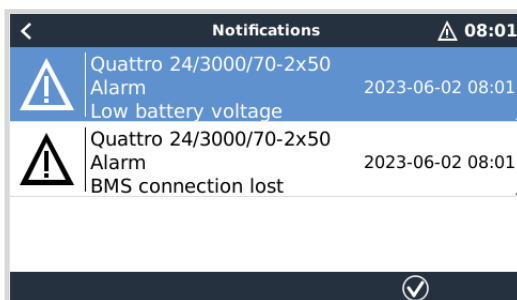 Notifications
08:01
Quattro 24/3000/70-2x50
Alarm
2023-06-02 08:01
Low battery voltage
Quattro 24/3000/70-2x50
Alarm
2023-06-02 08:01
BMS connection lost